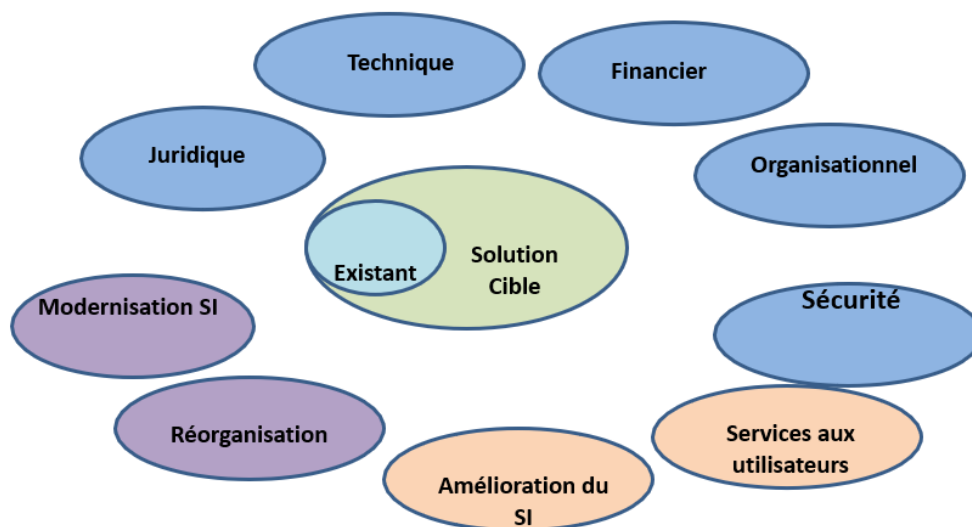 Technique
Financier
Juridique
Organisationnel
Existant
Solution
Cible
Modernisation SI
Sécurité
Réorganisation
Services aux
utilisateurs
Amélioration du
SI